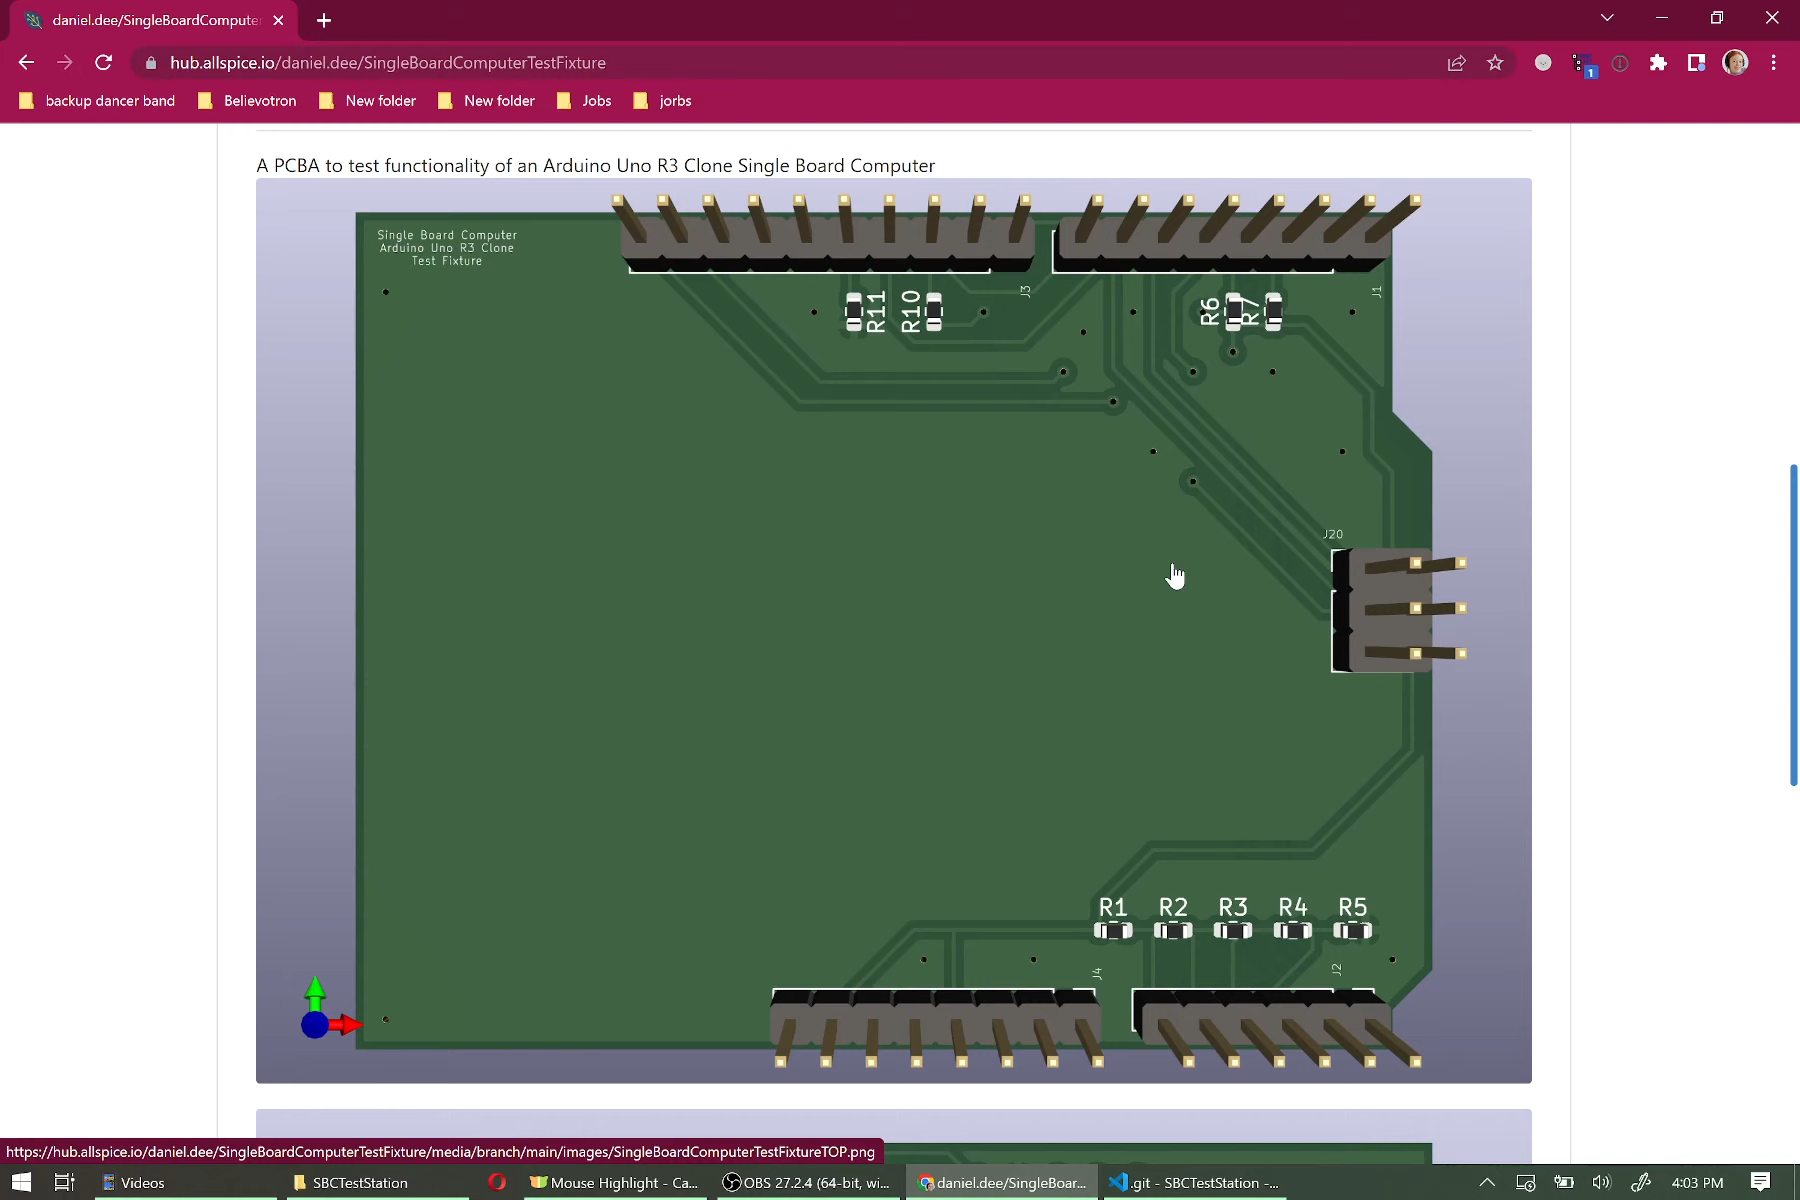 daniel.dee/SingleBoardComputer
hub.allspice.io/daniel.dee/SingleBoardComputerTestFixture
1
backup dancer band
Believotron
New folder
New folder
Jobs
jorbs
A PCBA to test functionality of an Arduino Uno R3 Clone Single Board Computer
Single Board Computer
Arduino Uno R3 Clone
Test Fixture
R11
R10
J3
R6
R7
J1
J20
R1
R2
R3
R4
R5
J4
J2
https://hub.allspice.io/daniel.dee/SingleBoardComputerTestFixture/media/branch/main/images/SingleBoardComputerTestFixtureTOP.png
Videos
SBCTestStation
Mouse Highlight - Ca...
OBS 27.2.4 (64-bit, wi...
daniel.dee/SingleBoar...
.git - SBCTestStation -...
4:03 PM